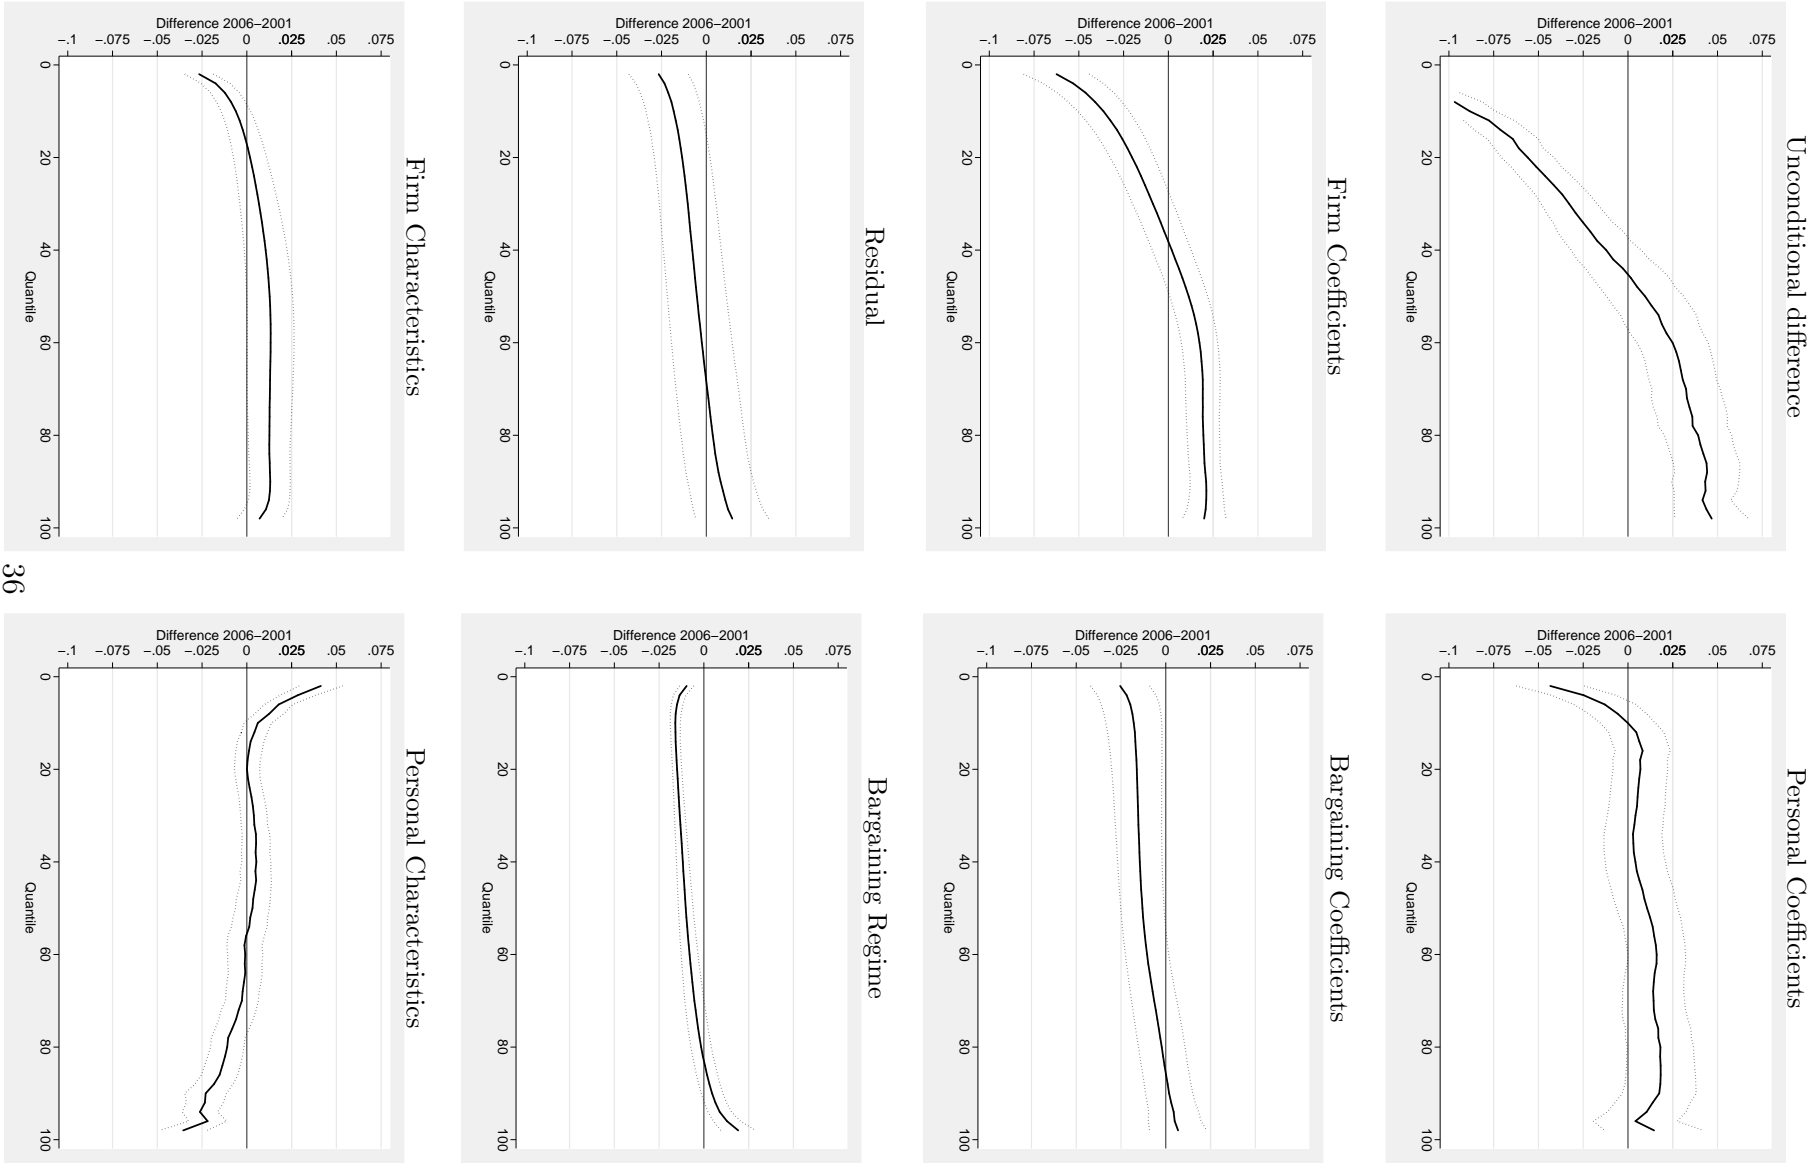 Unconditional difference
Difference 2006–2001
−.1 −.075 −.05 −.025 0 .025 .05 .075
0 20 40 60 80 100
Quantile
Personal Coefficients
Difference 2006–2001
−.1 −.075 −.05 −.025 0 .025 .05 .075
0 20 40 60 80 100
Quantile
Firm Coefficients
Difference 2006–2001
−.1 −.075 −.05 −.025 0 .025 .05 .075
0 20 40 60 80 100
Quantile
Bargaining Coefficients
Difference 2006–2001
−.1 −.075 −.05 −.025 0 .025 .05 .075
0 20 40 60 80 100
Quantile
Residual
Difference 2006–2001
−.1 −.075 −.05 −.025 0 .025 .05 .075
0 20 40 60 80 100
Quantile
Bargaining Regime
Difference 2006–2001
−.1 −.075 −.05 −.025 0 .025 .05 .075
0 20 40 60 80 100
Quantile
Firm Characteristics
Difference 2006–2001
−.1 −.075 −.05 −.025 0 .025 .05 .075
0 20 40 60 80 100
Quantile
Personal Characteristics
Difference 2006–2001
−.1 −.075 −.05 −.025 0 .025 .05 .075
0 20 40 60 80 100
Quantile
36